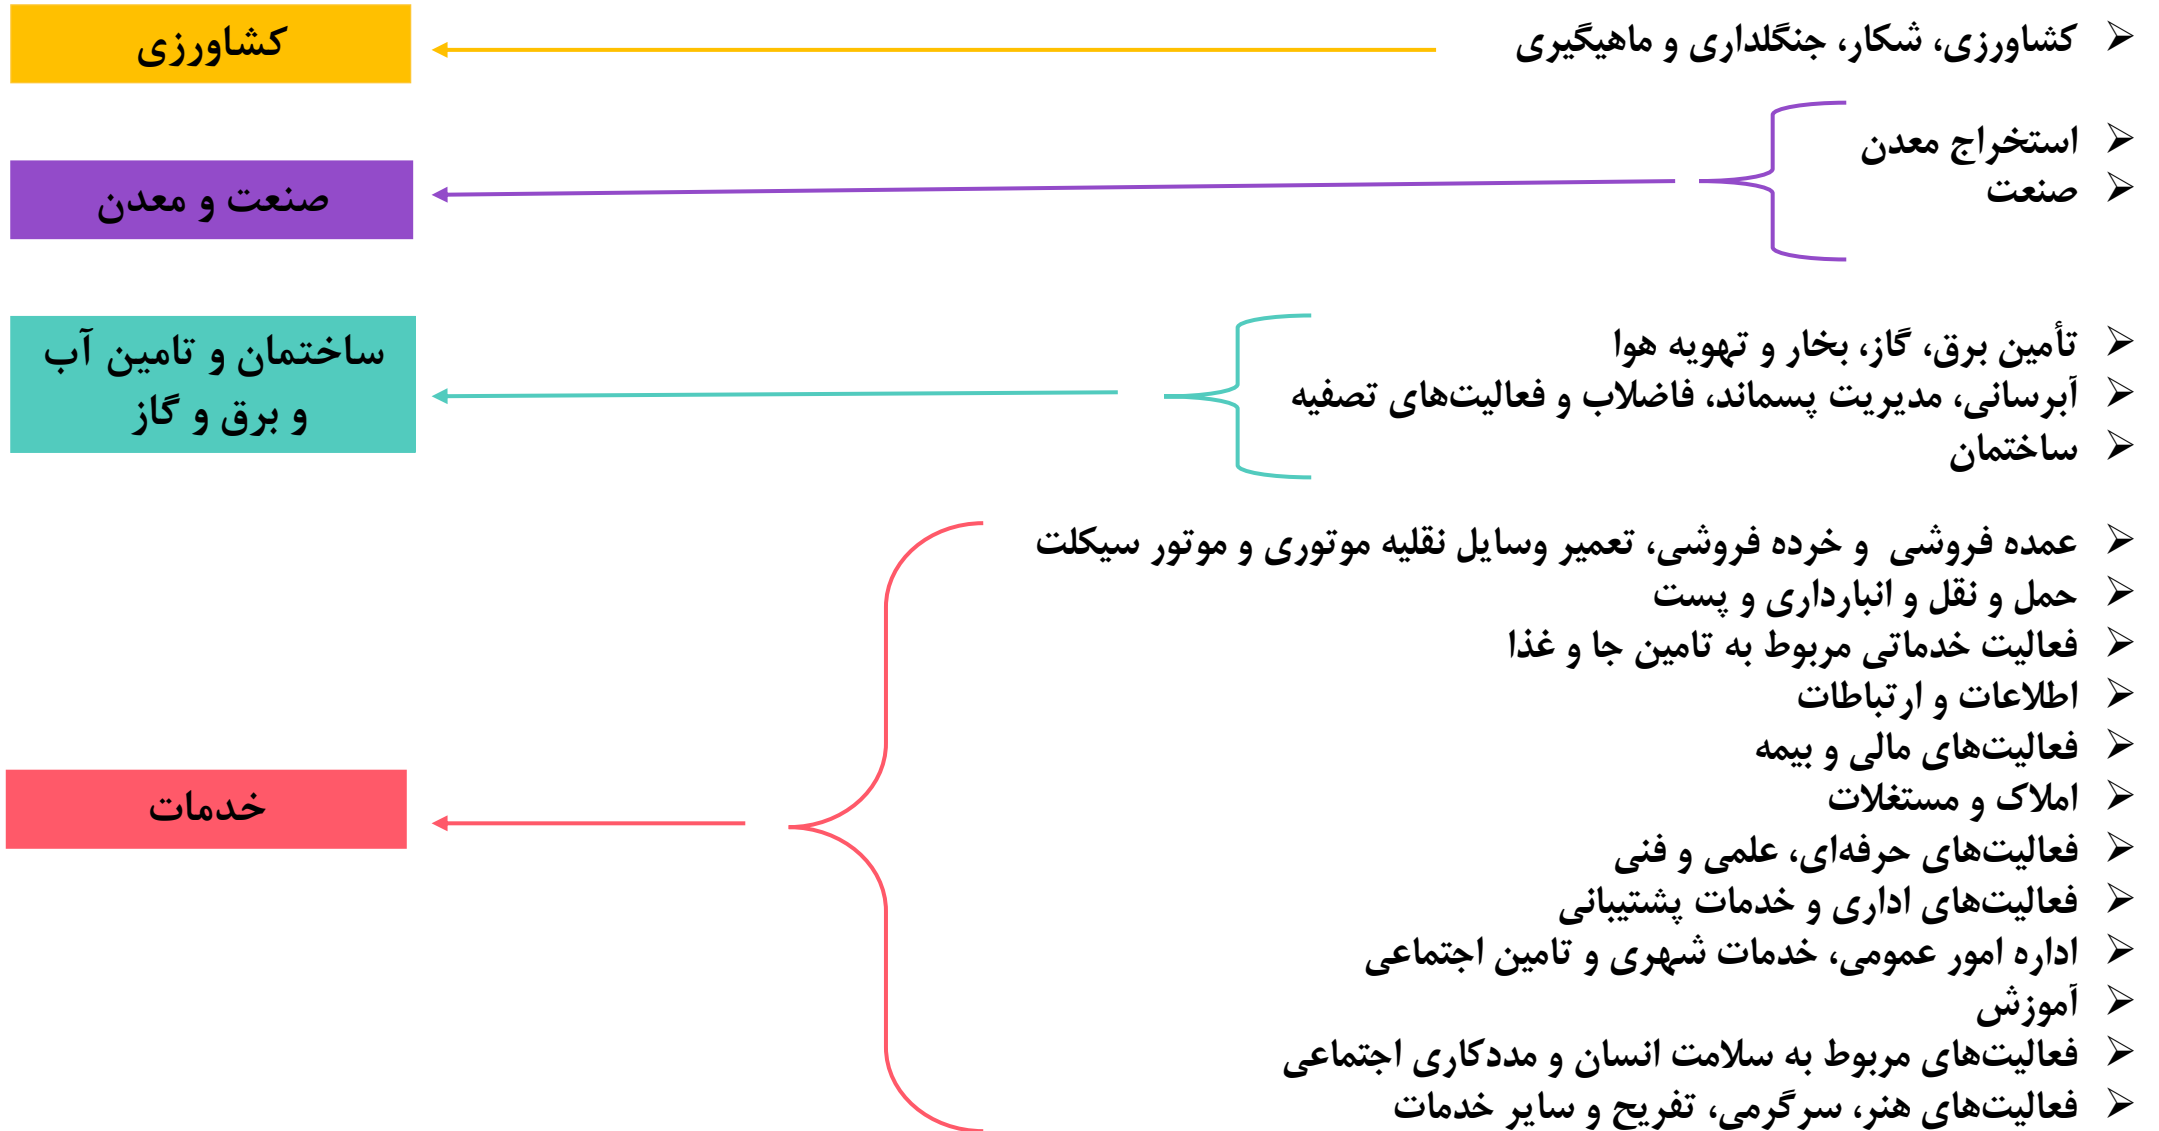 کشاورزی، شکار، جنگلداری و ماهیگیری
کشاورزی
استخراج معدن
صنعت
صنعت و معدن
تأمین برق، گاز، بخار و تهویه هوا
آبرسانی، مدیریت پسماند، فاضلاب و فعالیت‌های تصفیه
ساختمان
ساختمان و تامین آب
و برق و گاز
عمده فروشی و خرده فروشی، تعمیر وسایل نقلیه موتوری و موتور سیکلت
حمل و نقل و انبارداری و پست
فعالیت خدماتی مربوط به تامین جا و غذا
اطلاعات و ارتباطات
فعالیت‌های مالی و بیمه
املاک و مستغلات
فعالیت‌های حرفه‌ای، علمی و فنی
فعالیت‌های اداری و خدمات پشتیبانی
اداره امور عمومی، خدمات شهری و تامین اجتماعی
آموزش
فعالیت‌های مربوط به سلامت انسان و مددکاری اجتماعی
فعالیت‌های هنر، سرگرمی، تفریح و سایر خدمات
خدمات